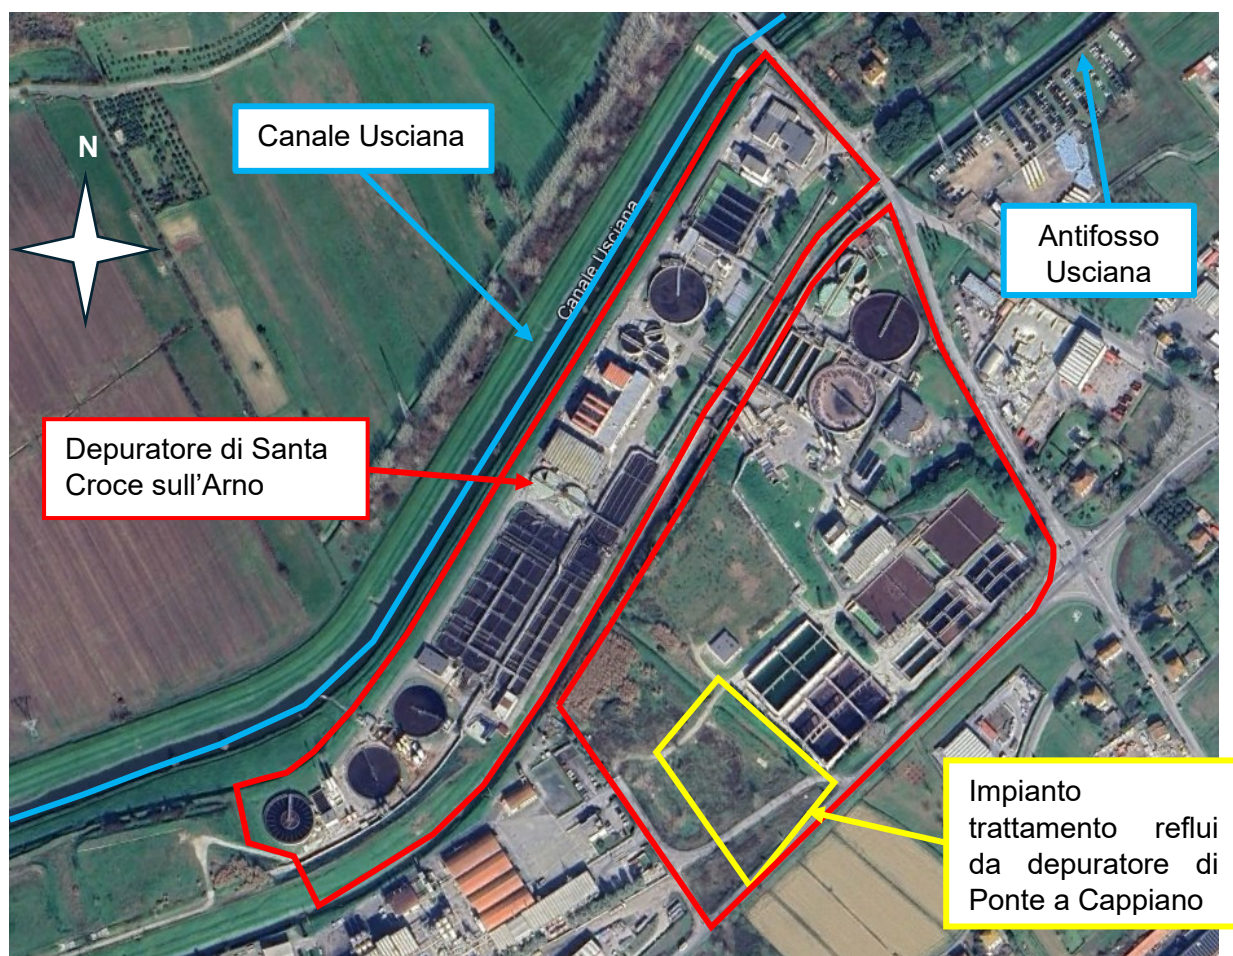 N
Canale Usciana
Canale Usciana
Antifosso
Usciana
Depuratore di Santa
Croce sull’Arno
Impianto
trattamento reflui
da depuratore di
Ponte a Cappiano